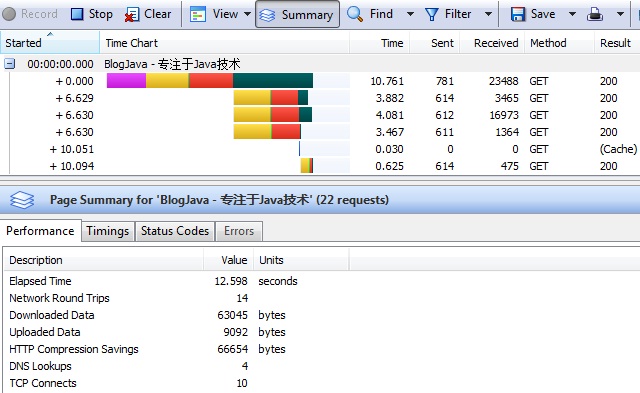 Record Stop Clear View Summary Find Filter Save
Started Time Chart Time Sent Received Method Result
00:00:00.000 BlogJava - 专注于Java技术
+ 0.000 10.761 781 23488 GET 200
+ 6.629 3.882 614 3465 GET 200
+ 6.630 4.081 612 16973 GET 200
+ 6.630 3.467 611 1364 GET 200
+ 10.051 0.030 0 0 GET (Cache)
+ 10.094 0.625 614 475 GET 200
Page Summary for 'BlogJava - 专注于Java技术' (22 requests)
Performance Timings Status Codes Errors
Description Value Units
Elapsed Time 12.598 seconds
Network Round Trips 14
Downloaded Data 63045 bytes
Uploaded Data 9092 bytes
HTTP Compression Savings 66654 bytes
DNS Lookups 4
TCP Connects 10